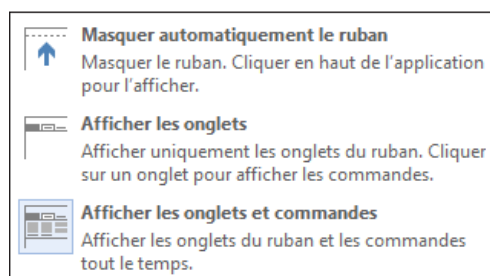 Masquer automatiquement le ruban
Masquer le ruban. Cliquer en haut de l'application
pour l'afficher.
Afficher les onglets
Afficher uniquement les onglets du ruban. Cliquer
sur un onglet pour afficher les commandes.
Afficher les onglets et commandes
Afficher les onglets du ruban et les commandes
tout le temps.